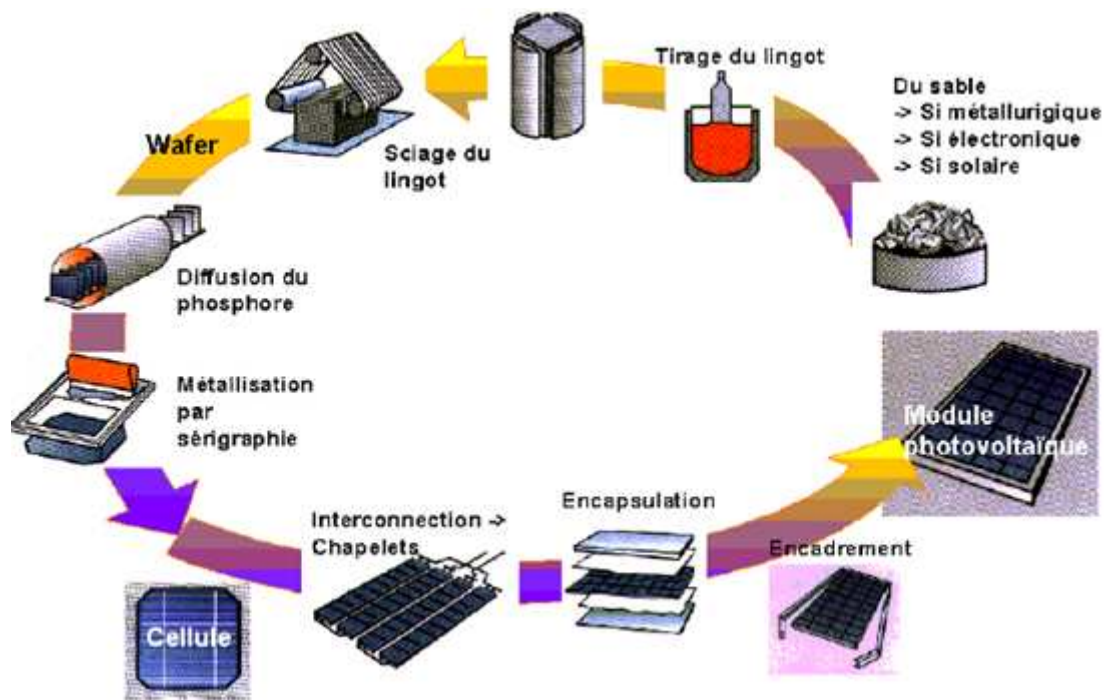 Tirage du lingot
Du sable
-> Si métallurigique
-> Si électronique
-> Si solaire
Sciage du
lingot
Wafer
Diffusion du
phosphore
Métallisation
par
sérigraphie
Cellule
Interconnection ->
Chapelets
Encapsulation
Encadrement
Module
photovoltaïque